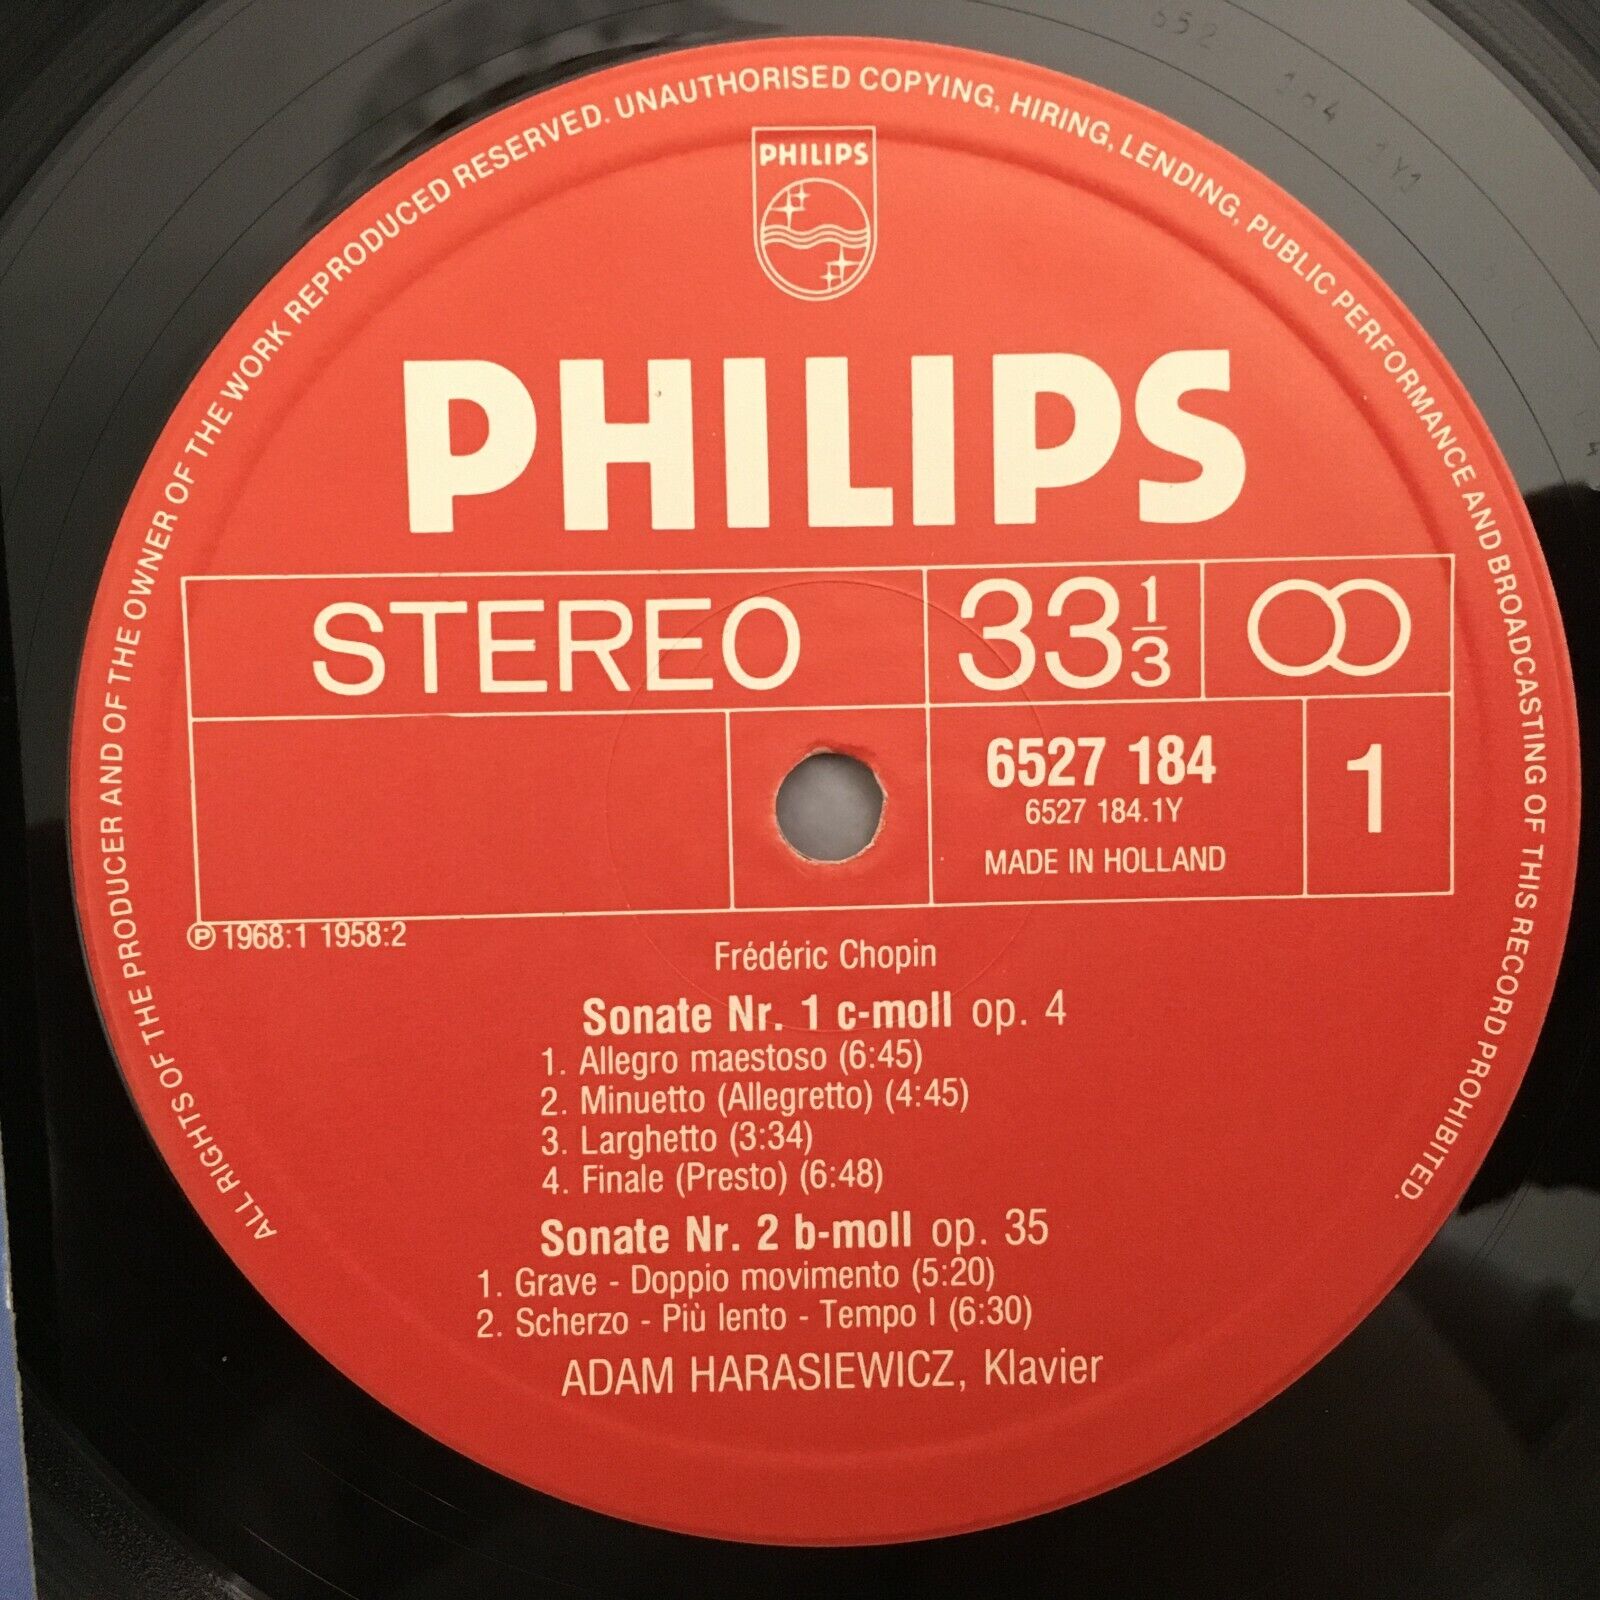 ALL RIGHTS OF THE PRODUCER AND OF THE OWNER OF THE WORK REPRODUCED RESERVED. UNAUTHORISED COPYING, HIRING, LENDING, PUBLIC PERFORMANCE AND BROADCASTING OF THIS RECORD PROHIBITED.
PHILIPS
PHILIPS
STEREO 33 1/3
6527 184 1
6527 184.1Y
MADE IN HOLLAND
℗ 1968:1 1958:2
Frédéric Chopin
Sonate Nr. 1 c-moll op. 4
1. Allegro maestoso (6:45)
2. Minuetto (Allegretto) (4:45)
3. Larghetto (3:34)
4. Finale (Presto) (6:48)
Sonate Nr. 2 b-moll op. 35
1. Grave - Doppio movimento (5:20)
2. Scherzo - Più lento - Tempo I (6:30)
ADAM HARASIEWICZ, Klavier